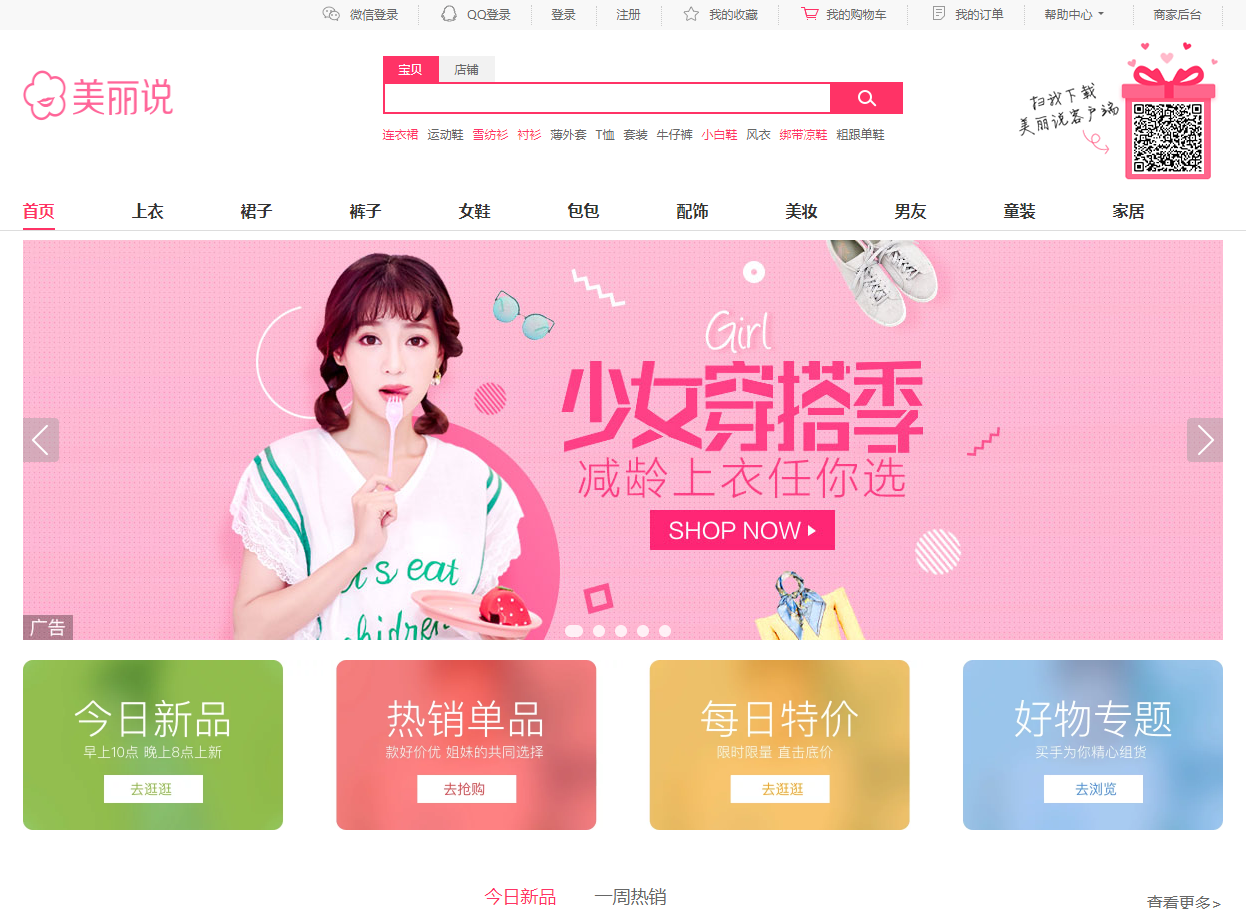 微信登录 QQ登录 登录 注册 我的收藏 我的购物车 我的订单 帮助中心 商家后台
美丽说
宝贝 店铺
扫我下载
美丽说客户端
连衣裙 运动鞋 雪纺衫 衬衫 薄外套 T恤 套装 牛仔裤 小白鞋 风衣 绑带凉鞋 粗跟单鞋
首页 上衣 裙子 裤子 女鞋 包包 配饰 美妆 男友 童装 家居
Girl
少女穿搭季
减龄上衣任你选
SHOP NOW
's eat
广告
今日新品 热销单品 每日特价 好物专题
早上10点 晚上8点上新 款好价优 姐妹的共同选择 限时限量 直击底价 买手为你精心组货
去逛逛 去抢购 去逛逛 去浏览
今日新品 一周热销 查看更多>